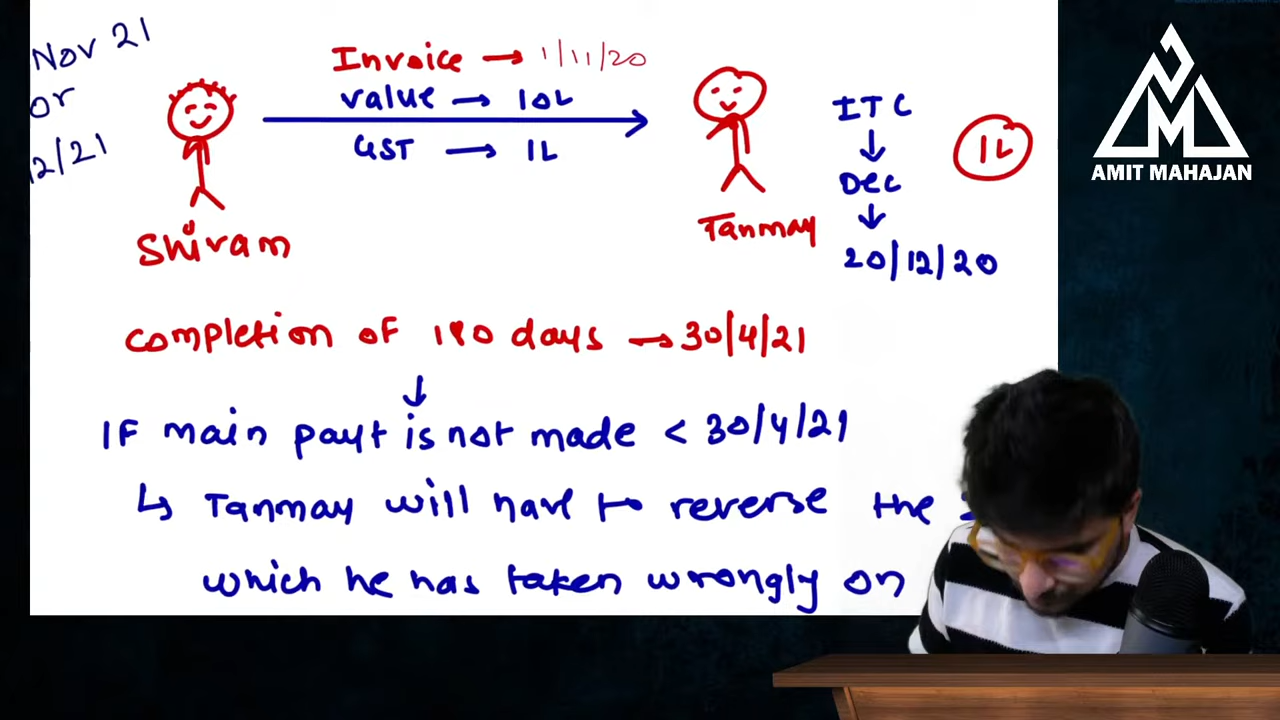 Nov 21
or
12/21
Invoice → 1/11/20
value → 10L
GST → 1L
Shivam
Tanmay
ITC
↓
Dec
↓
20/12/20
1L
AMIT MAHAJAN
completion of 180 days → 30/4/21
↓
IF main payt is not made < 30/4/21
↳ Tanmay will have to reverse the
which he has taken wrongly on